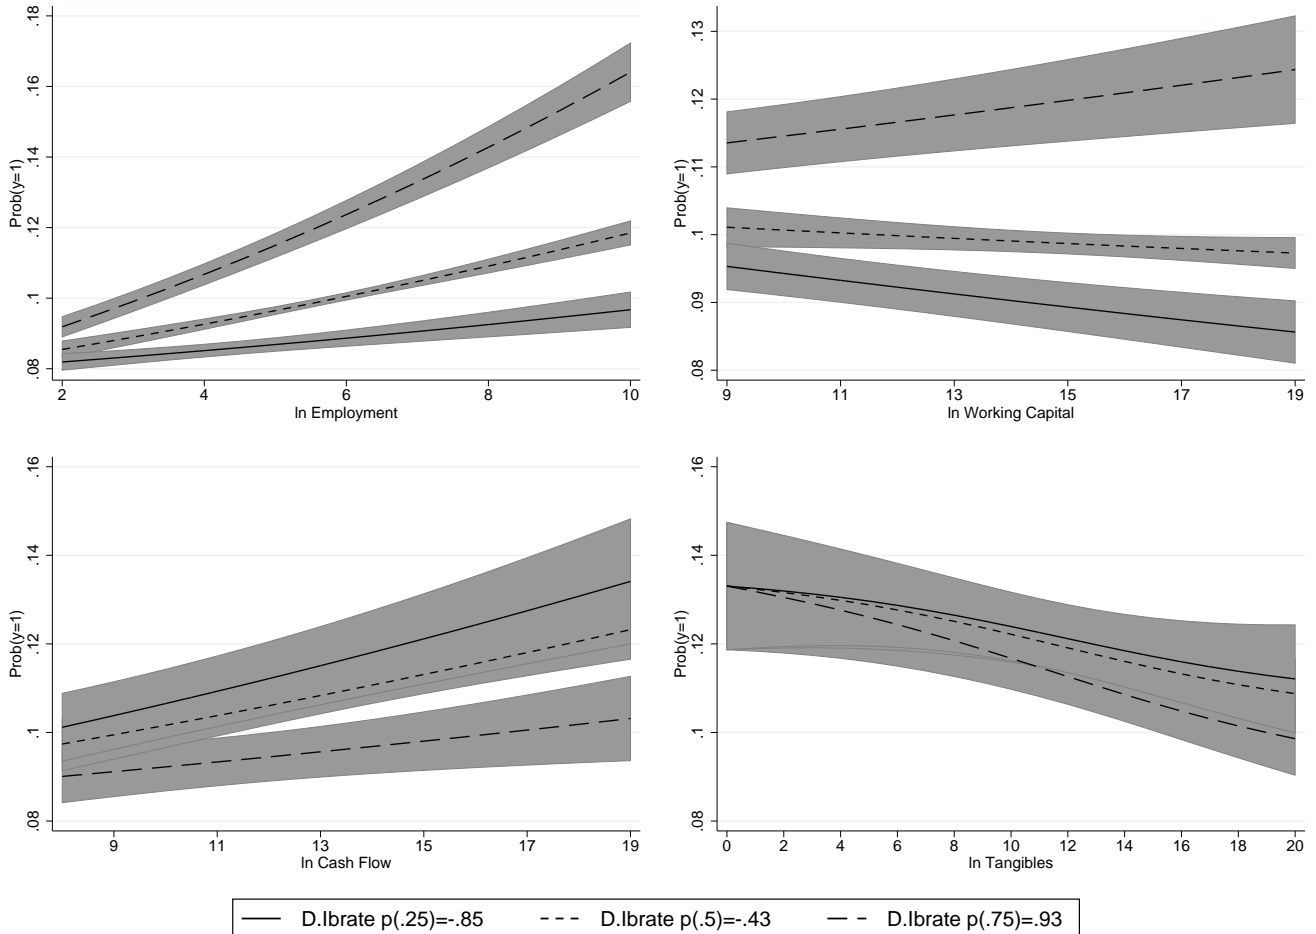 .18
.16
.14
.12
.1
.08
Prob(y=1)
2 4 6 8 10
ln Employment
.13
.12
.11
.1
.09
.08
Prob(y=1)
9 11 13 15 17 19
ln Working Capital
.16
.14
.12
.1
.08
Prob(y=1)
9 11 13 15 17 19
ln Cash Flow
.16
.14
.12
.1
.08
Prob(y=1)
0 2 4 6 8 10 12 14 16 18 20
ln Tangibles
D.lbrate p(.25)=-.85 D.lbrate p(.5)=-.43 D.lbrate p(.75)=.93